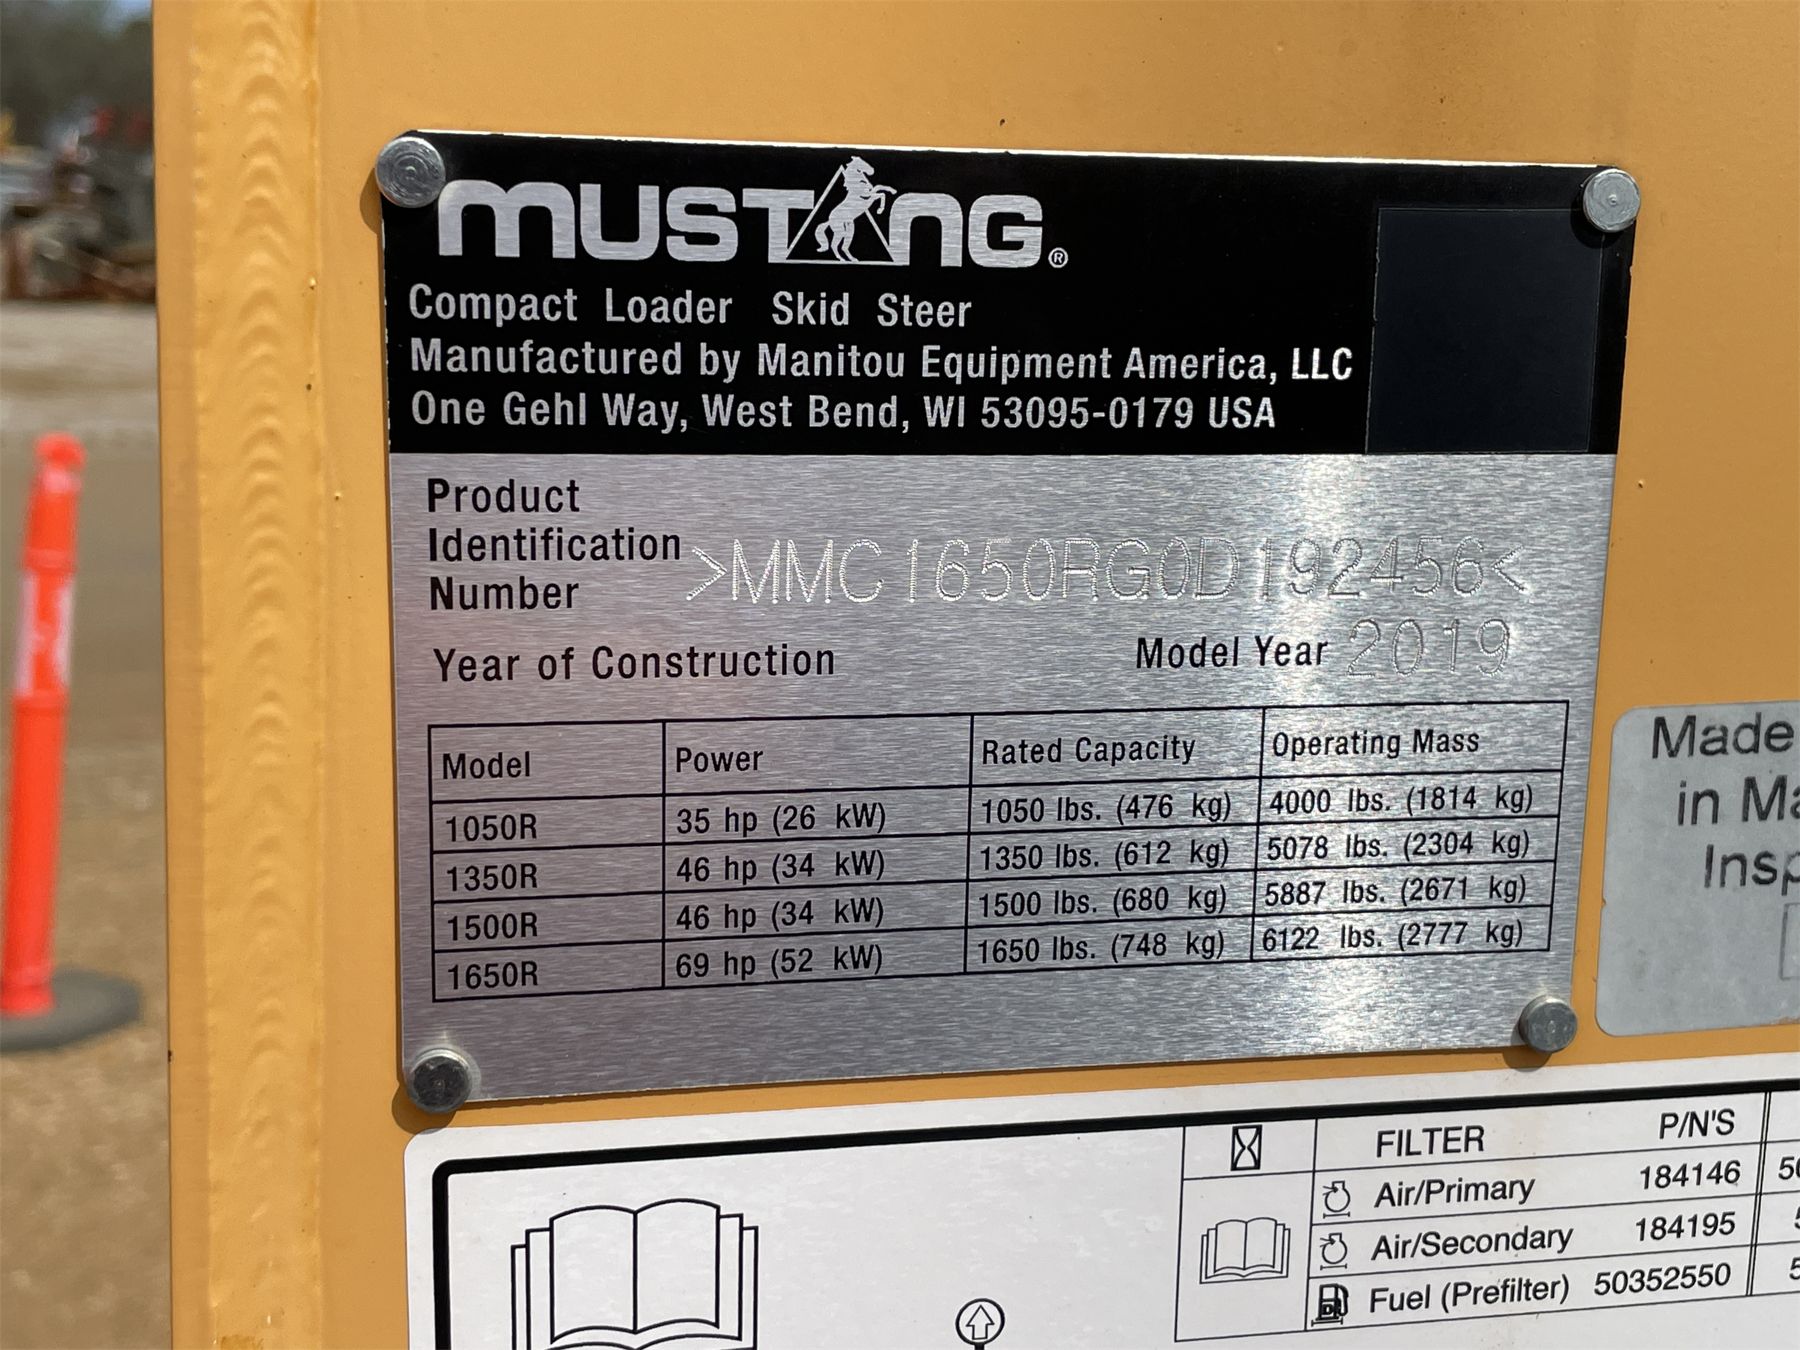 MUSTANG®
Compact Loader Skid Steer
Manufactured by Manitou Equipment America, LLC
One Gehl Way, West Bend, WI 53095-0179 USA
Product
Identification
Number >MMC1650RG0D192456<
Year of Construction Model Year 2019
Model Power Rated Capacity Operating Mass
1050R 35 hp (26 kW) 1050 lbs. (476 kg) 4000 lbs. (1814 kg)
1350R 46 hp (34 kW) 1350 lbs. (612 kg) 5078 lbs. (2304 kg)
1500R 46 hp (34 kW) 1500 lbs. (680 kg) 5887 lbs. (2671 kg)
1650R 69 hp (52 kW) 1650 lbs. (748 kg) 6122 lbs. (2777 kg)
Made
in
FILTER P/N'S
Air/Primary 184146
Air/Secondary 184195
Fuel (Prefilter) 50352550